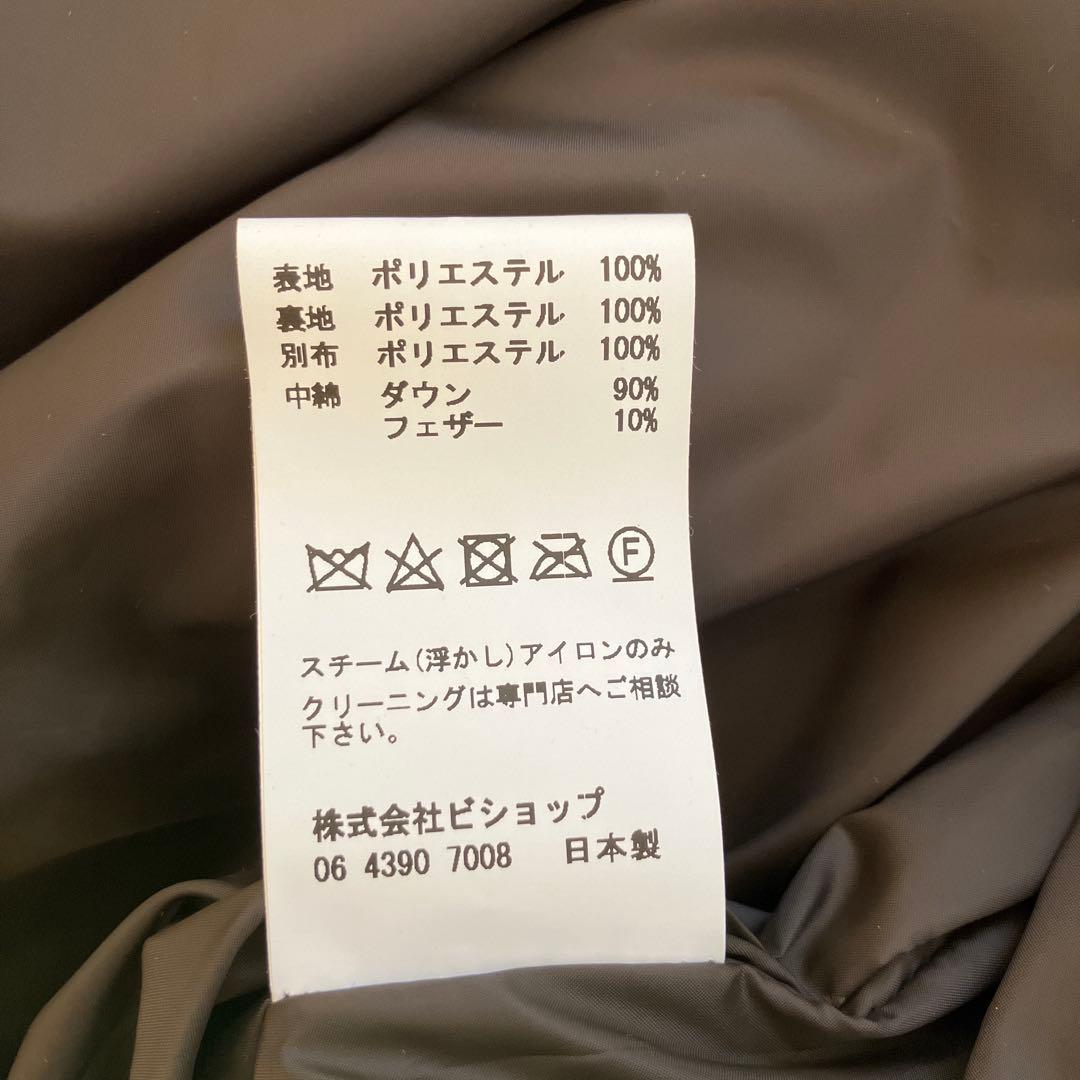 表地 ポリエステル 100%
裏地 ポリエステル 100%
別布 ポリエステル 100%
中綿 ダウン 90%
フェザー 10%
F
スチーム(浮かし)アイロンのみ
クリーニングは専門店へご相談
下さい。
株式会社ビショップ
06 4390 7008 日本製